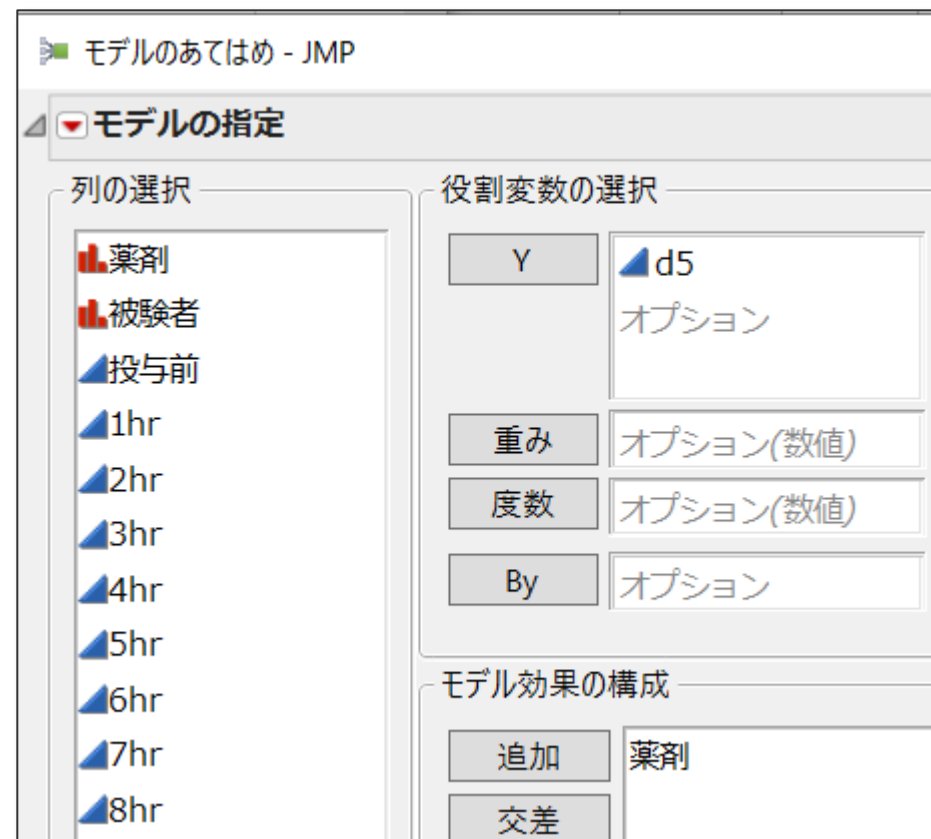 モデルのあてはめ - JMP
モデルの指定
列の選択
薬剤
被験者
投与前
1hr
2hr
3hr
4hr
5hr
6hr
7hr
8hr
役割変数の選択
Y
d5
オプション
重み
オプション(数値)
度数
オプション(数値)
By
オプション
モデル効果の構成
追加
薬剤
交差